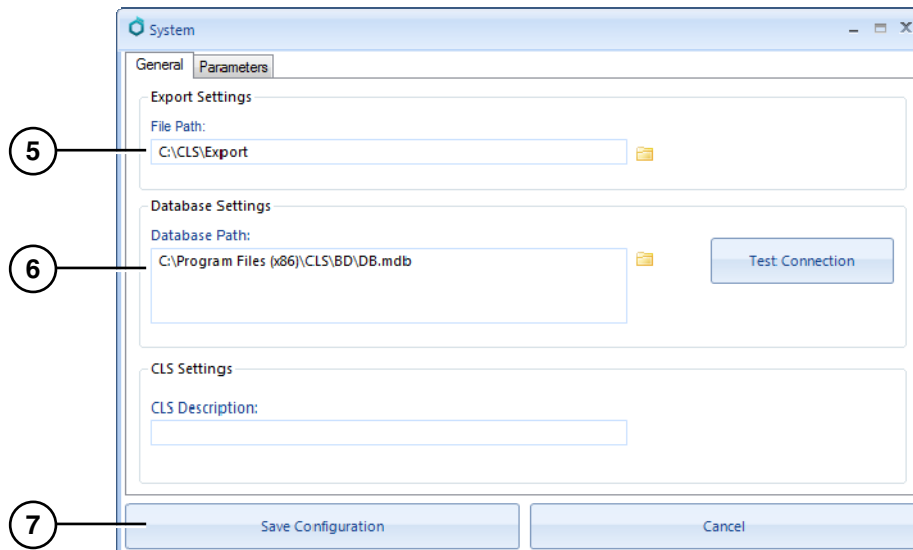 System
General Parameters
Export Settings
File Path:
5 C:\CLS\Export
Database Settings
Database Path:
6 C:\Program Files (x86)\CLS\BD\DB.mdb
Test Connection
CLS Settings
CLS Description:
7 Save Configuration Cancel